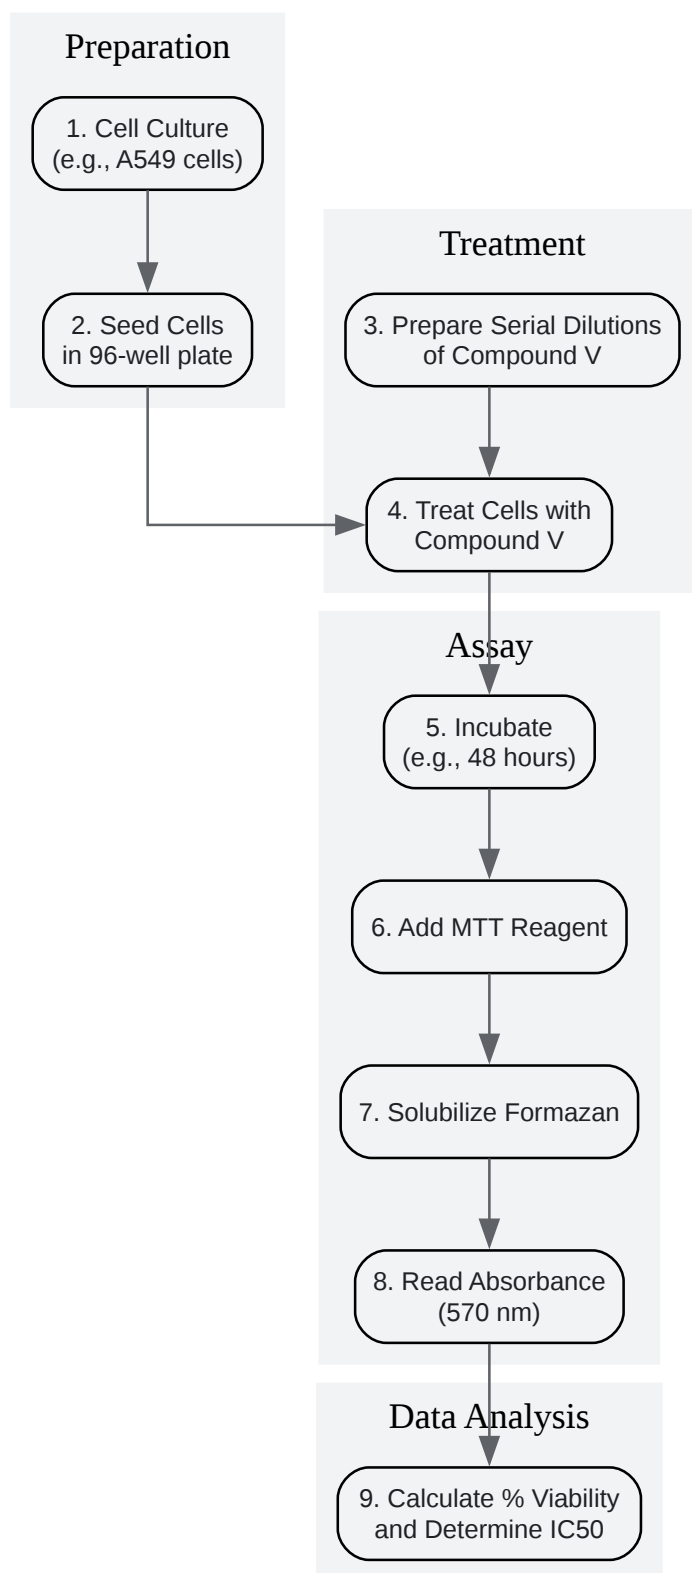 Preparation
1. Cell Culture
(e.g., A549 cells)
2. Seed Cells
in 96-well plate
Treatment
3. Prepare Serial Dilutions
of Compound V
4. Treat Cells with
Compound V
Assay
5. Incubate
(e.g., 48 hours)
6. Add MTT Reagent
7. Solubilize Formazan
8. Read Absorbance
(570 nm)
Data Analysis
9. Calculate % Viability
and Determine IC50